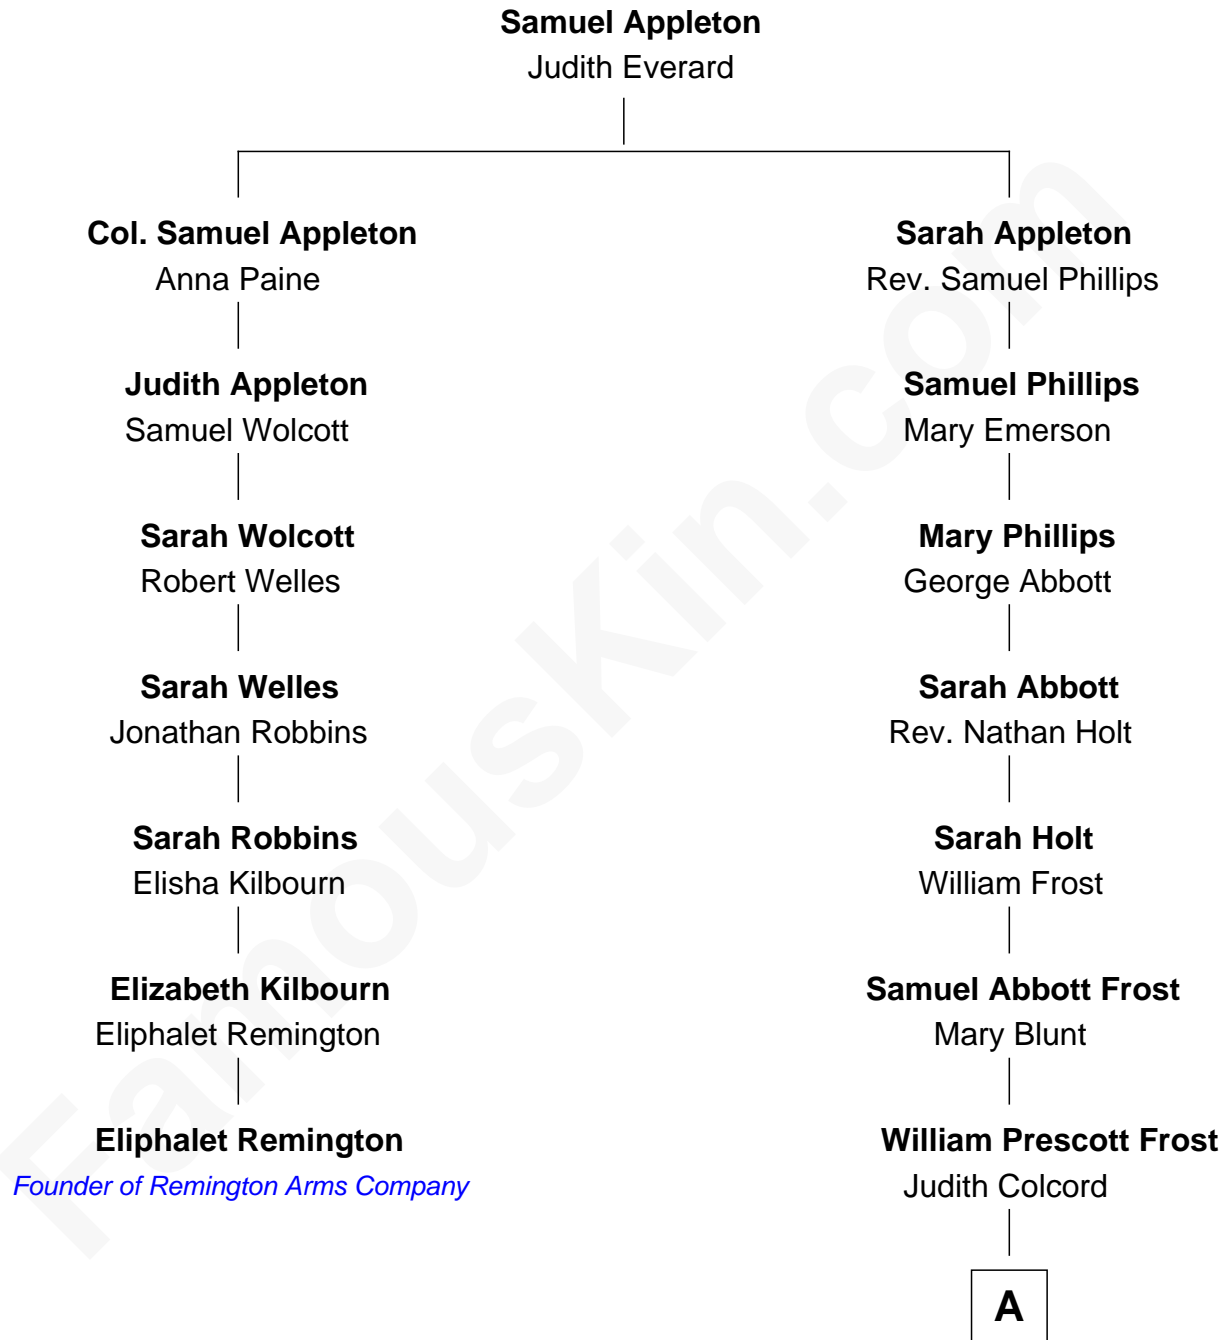 Samuel Appleton
Judith Everard
Col. Samuel Appleton
Anna Paine
Sarah Appleton
Rev. Samuel Phillips
Judith Appleton
Samuel Wolcott
Samuel Phillips
Mary Emerson
Sarah Wolcott
Robert Welles
Mary Phillips
George Abbott
Sarah Welles
Jonathan Robbins
Sarah Abbott
Rev. Nathan Holt
Sarah Robbins
Elisha Kilbourn
Sarah Holt
William Frost
Elizabeth Kilbourn
Eliphalet Remington
Samuel Abbott Frost
Mary Blunt
Eliphalet Remington
Founder of Remington Arms Company
William Prescott Frost
Judith Colcord
A
FamousKin.com